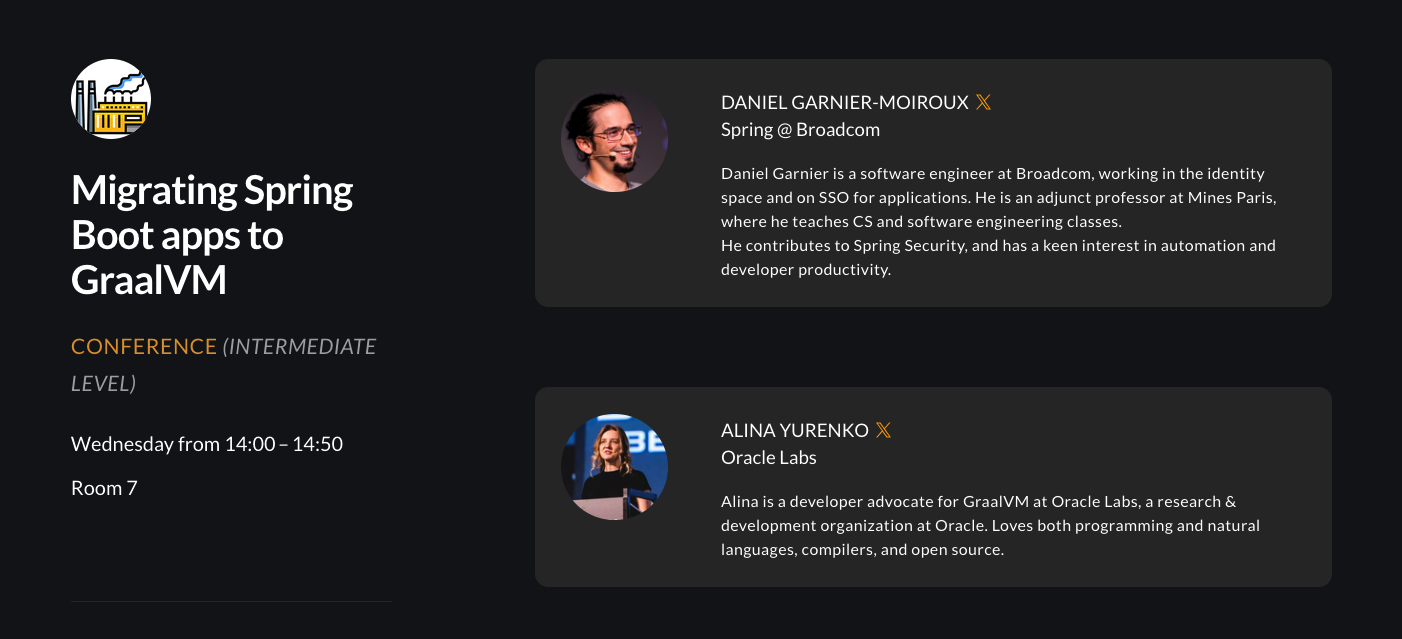 Migrating Spring
Boot apps to
GraalVM
CONFERENCE (INTERMEDIATE
LEVEL)
Wednesday from 14:00 – 14:50
Room 7
DANIEL GARNIER-MOIROUX 𝕏
Spring @ Broadcom
Daniel Garnier is a software engineer at Broadcom, working in the identity
space and on SSO for applications. He is an adjunct professor at Mines Paris,
where he teaches CS and software engineering classes.
He contributes to Spring Security, and has a keen interest in automation and
developer productivity.
ALINA YURENKO 𝕏
Oracle Labs
Alina is a developer advocate for GraalVM at Oracle Labs, a research &
development organization at Oracle. Loves both programming and natural
languages, compilers, and open source.